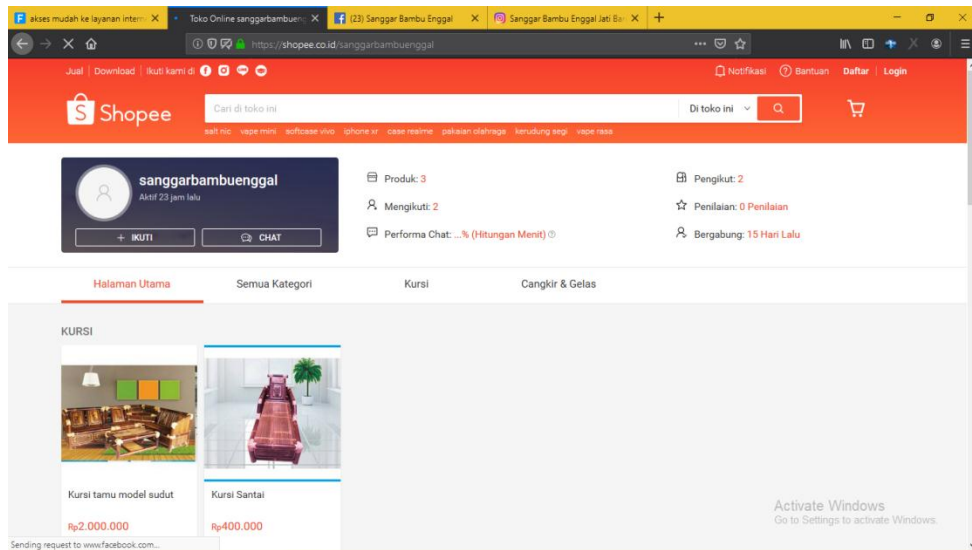 akses mudah ke layanan intern
Toko Online sanggarbambueng
(23) Sanggar Bambu Enggal
Sanggar Bambu Enggal Jati Bar
https://shopee.co.id/sanggarbambuenggal
Jual Download Ikuti kami di
Notifikasi Bantuan Daftar Login
Shopee
Cari di toko ini
Di toko ini
salt nic vape mini softcase vivo iphone xr case realme pakaian olahraga kerudung segi vape rasa
sanggarbambuenggal
Aktif 23 jam lalu
+ IKUTI
CHAT
Produk: 3
Mengikuti: 2
Performa Chat: ...% (Hitungan Menit)
Pengikut: 2
Penilaian: 0 Penilaian
Bergabung: 15 Hari Lalu
Halaman Utama Semua Kategori Kursi Cangkir & Gelas
KURSI
Kursi tamu model sudut
Rp2.000.000
Kursi Santai
Rp400.000
Activate Windows
Go to Settings to activate Windows.
Sending request to www.facebook.com...